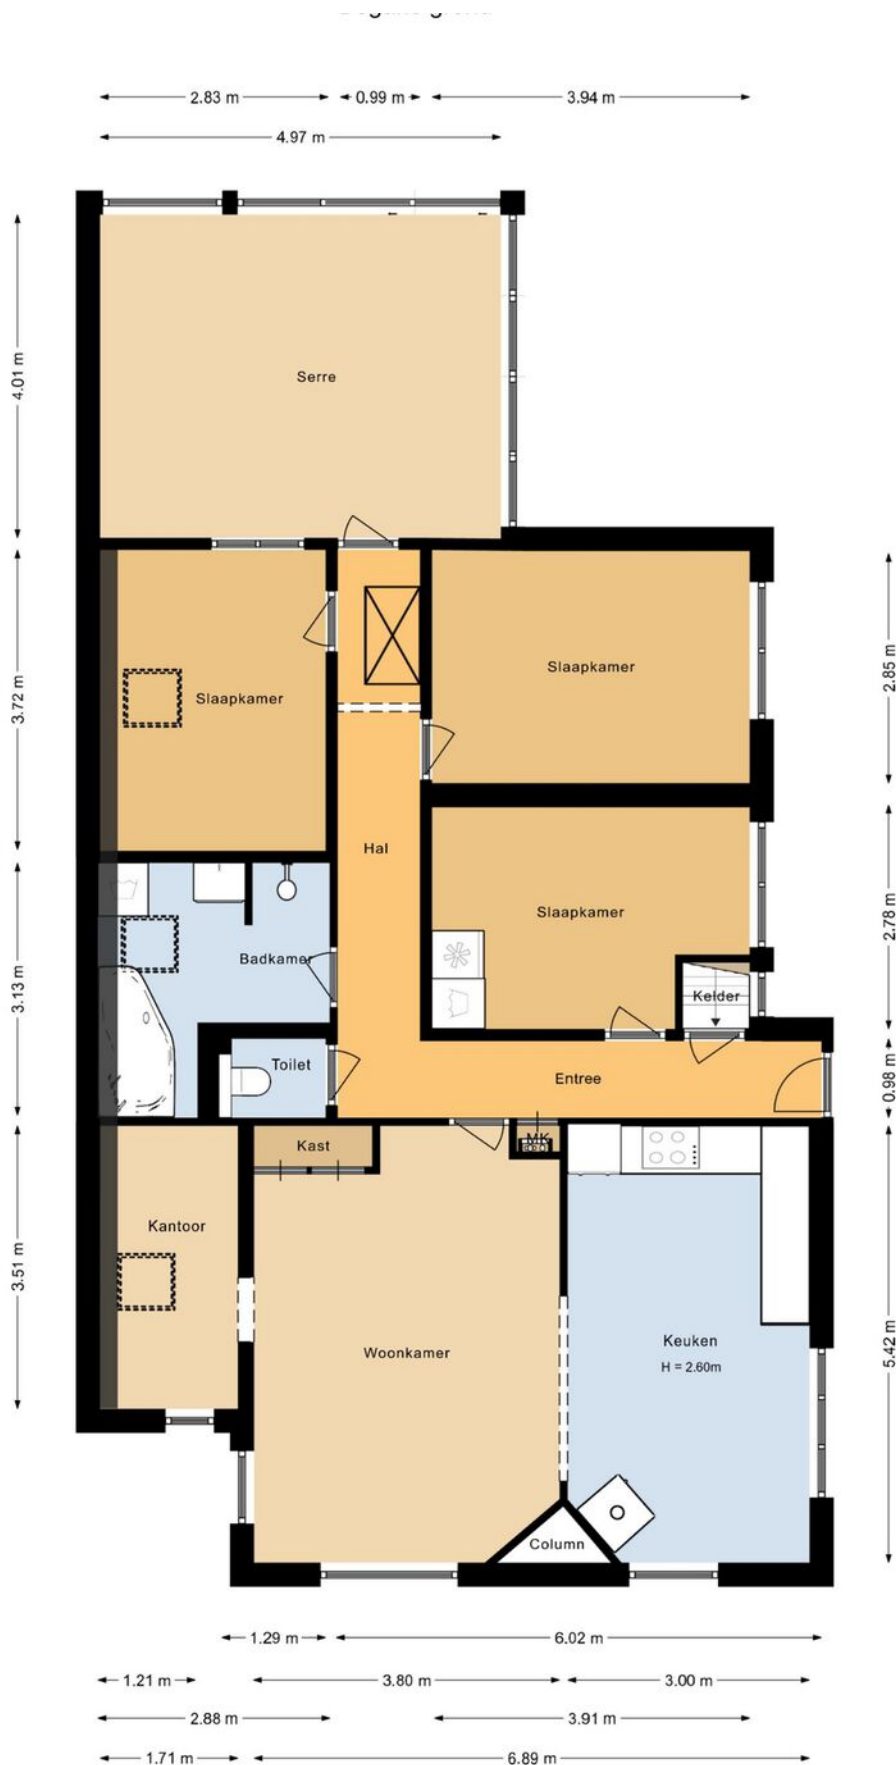 2.83 m
0.99 m
3.94 m
4.97 m
4.01 m
Serre
3.72 m
Slaapkamer
Slaapkamer
2.85 m
Hal
Slaapkamer
2.78 m
3.13 m
Badkamer
Kelder
Toilet
Entree
0.98 m
Kast
MK
3.51 m
Kantoor
Woonkamer
Keuken
H = 2.60m
5.42 m
Column
1.29 m
6.02 m
1.21 m
3.80 m
3.00 m
2.88 m
3.91 m
1.71 m
6.89 m